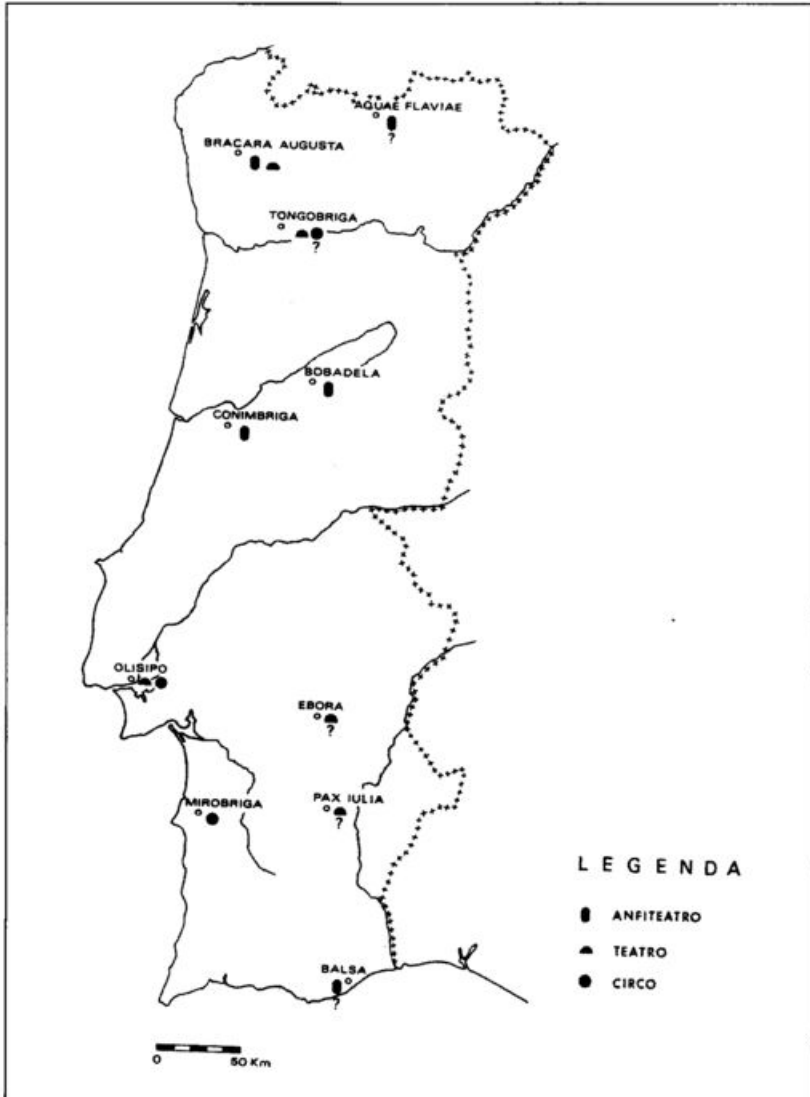 AQUAE FLAVIAE
?
BRACARA AUGUSTA
TONGOBRIGA
?
BOBADELA
CONIMBRIGA
OLISIPO
EBORA
?
MIROBRIGA
PAX IULIA
?
BALSA
?
LEGENDA
ANFITEATRO
TEATRO
CIRCO
0 50 Km